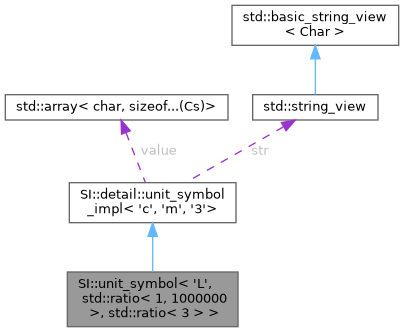 std::basic_string_view
< Char >
std::array< char, sizeof...(Cs)>
std::string_view
value
str
SI::detail::unit_symbol
_impl< 'c', 'm', '3'>
SI::unit_symbol< 'L',
std::ratio< 1, 1000000
>, std::ratio< 3 > >